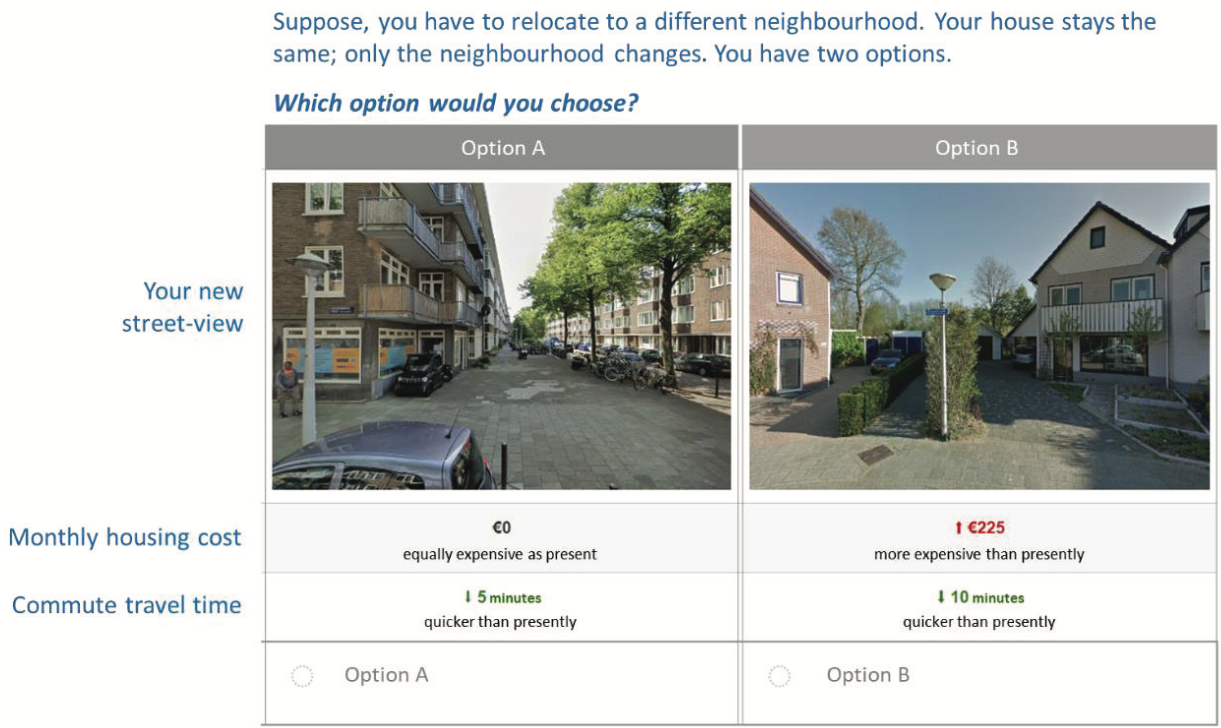 Suppose, you have to relocate to a different neighbourhood. Your house stays the
same; only the neighbourhood changes. You have two options.
Which option would you choose?
Option A
Option B
Your new
street-view
Monthly housing cost
€0
equally expensive as present
⬆ €225
more expensive than presently
Commute travel time
⬇ 5 minutes
quicker than presently
⬇ 10 minutes
quicker than presently
Option A
Option B